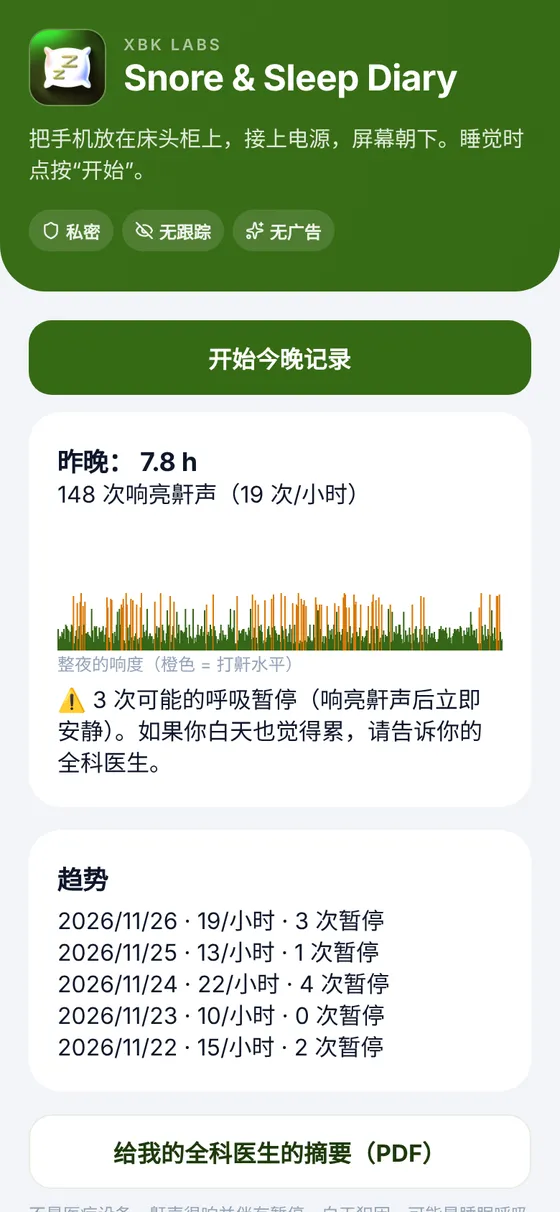 XBK LABS
Snore & Sleep Diary
把手机放在床头柜上，接上电源，屏幕朝下。睡觉时
点按“开始”。
私密 无跟踪 无广告
开始今晚记录
昨晚： 7.8 h
148 次响亮鼾声（19 次/小时）
整夜的响度（橙色 = 打鼾水平）
⚠️ 3 次可能的呼吸暂停（响亮鼾声后立即
安静）。如果你白天也觉得累，请告诉你的
全科医生。
趋势
2026/11/26 · 19/小时 · 3 次暂停
2026/11/25 · 13/小时 · 1 次暂停
2026/11/24 · 22/小时 · 4 次暂停
2026/11/23 · 10/小时 · 0 次暂停
2026/11/22 · 15/小时 · 2 次暂停
给我的全科医生的摘要（PDF）